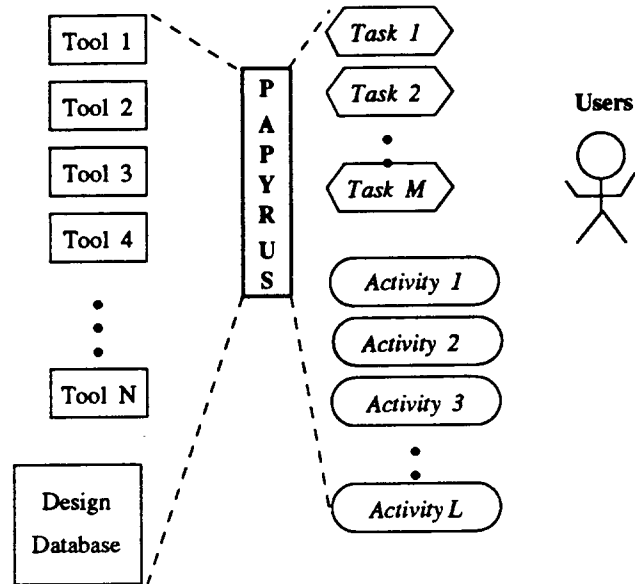 Tool 1
Tool 2
Tool 3
Tool 4
Tool N
Design
Database
PAPYRUS
Task 1
Task 2
Task M
Activity 1
Activity 2
Activity 3
Activity L
Users